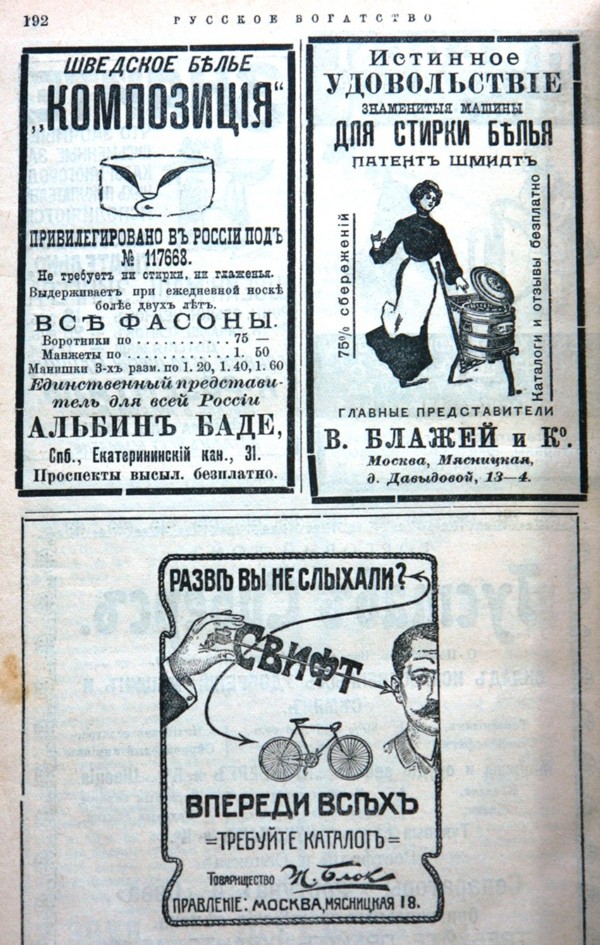 192
РУССКОЕ БОГАТСТВО
ШВЕДСКОЕ БѢЛЬЕ
„КОМПОЗИЦІЯ“
ПРИВИЛЕГИРОВАНО ВЪ РОССІИ ПОДЪ
№ 117668.
Не требуетъ ни стирки, ни глаженья.
Выдерживаетъ при ежедневной носкѣ
болѣе двухъ лѣтъ.
ВСѢ ФАСОНЫ.
Воротники по . . . . . . . . . . . 75 —
Манжеты по . . . . . . . . . . . 1. 50
Манишки 3-хъ разм. по 1. 20, 1. 40, 1. 60
Единственный представи-
тель для всей Россіи
АЛЬБИНЪ БАДЕ,
Спб., Екатерининскій кан., 31.
Проспекты высыл. безплатно.
Истинное
УДОВОЛЬСТВІЕ
ЗНАМЕНИТЫЯ МАШИНЫ
ДЛЯ СТИРКИ БѢЛЬЯ
ПАТЕНТЪ ШМИДТЪ
75% сбереженій
Каталоги и отзывы безплатно
ГЛАВНЫЕ ПРЕДСТАВИТЕЛИ
В. БЛАЖЕЙ и Ко.
Москва, Мясницкая,
д. Давыдовой, 13—4.
РАЗВѢ ВЫ НЕ СЛЫХАЛИ?
СВИФТ
ВПЕРЕДИ ВСѢХЪ
=ТРЕБУЙТЕ КАТАЛОГЪ=
Товарищество Ж. Блок
ПРАВЛЕНІЕ: МОСКВА, МЯСНИЦКАЯ 18.